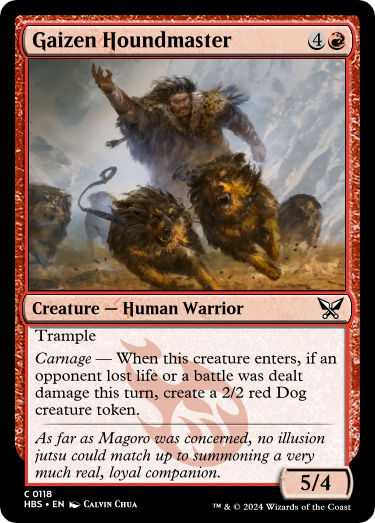 Gaizen Houndmaster 4
Creature — Human Warrior
Trample
Carnage — When this creature enters, if an
opponent lost life or a battle was dealt
damage this turn, create a 2/2 red Dog
creature token.
As far as Magoro was concerned, no illusion
jutsu could match up to summoning a very
much real, loyal companion.
5/4
C 0118
HBS • EN Calvin Chua
™ & © 2024 Wizards of the Coast